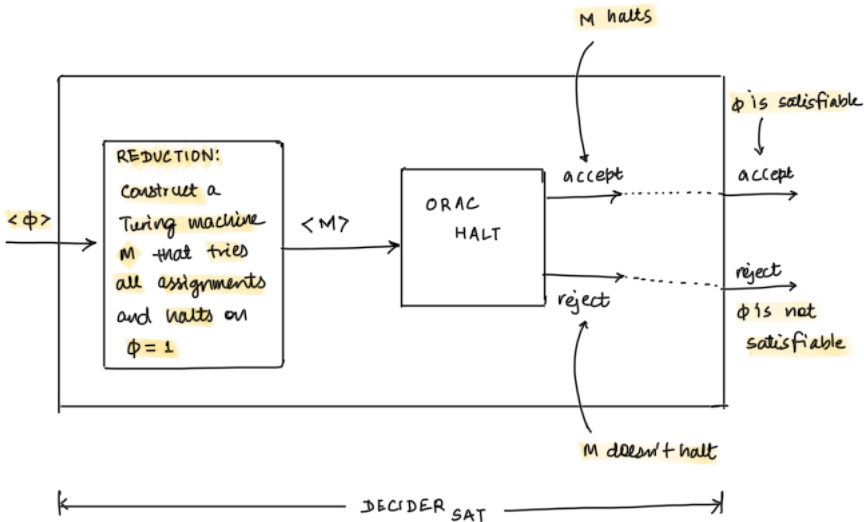 M halts
ϕ is satisfiable
accept
<ϕ>
REDUCTION:
Construct a
Turing machine
M that tries
all assignments
and halts on
ϕ = 1
<M>
ORAC
HALT
accept
reject
reject
ϕ is not
satisfiable
M doesn't halt
DECIDER SAT